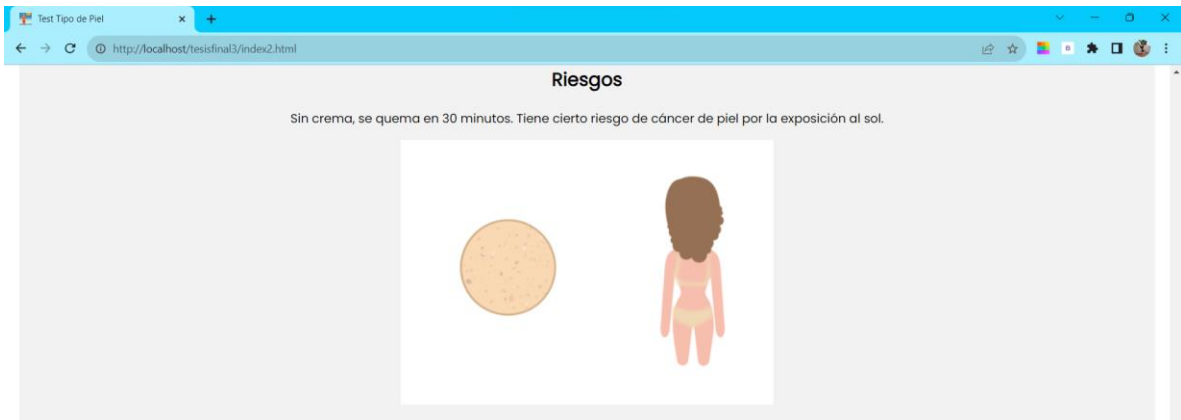 Test Tipo de Piel
http://localhost/tesisfinal3/index2.html
Riesgos
Sin crema, se quema en 30 minutos. Tiene cierto riesgo de cáncer de piel por la exposición al sol.